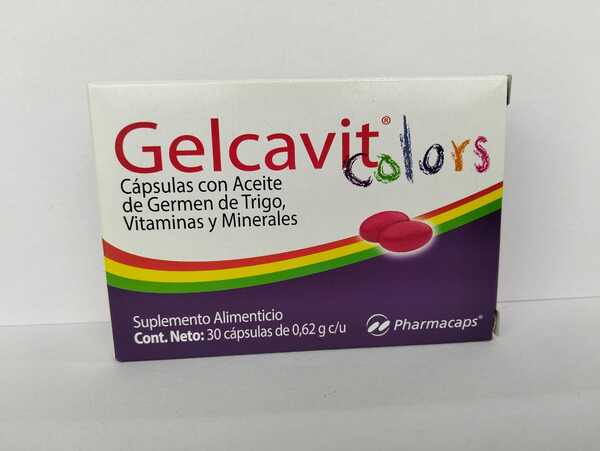 Gelcavit® colors
Cápsulas con Aceite
de Germen de Trigo,
Vitaminas y Minerales
Suplemento Alimenticio
Cont. Neto: 30 cápsulas de 0,62 g c/u
Pharmacaps®